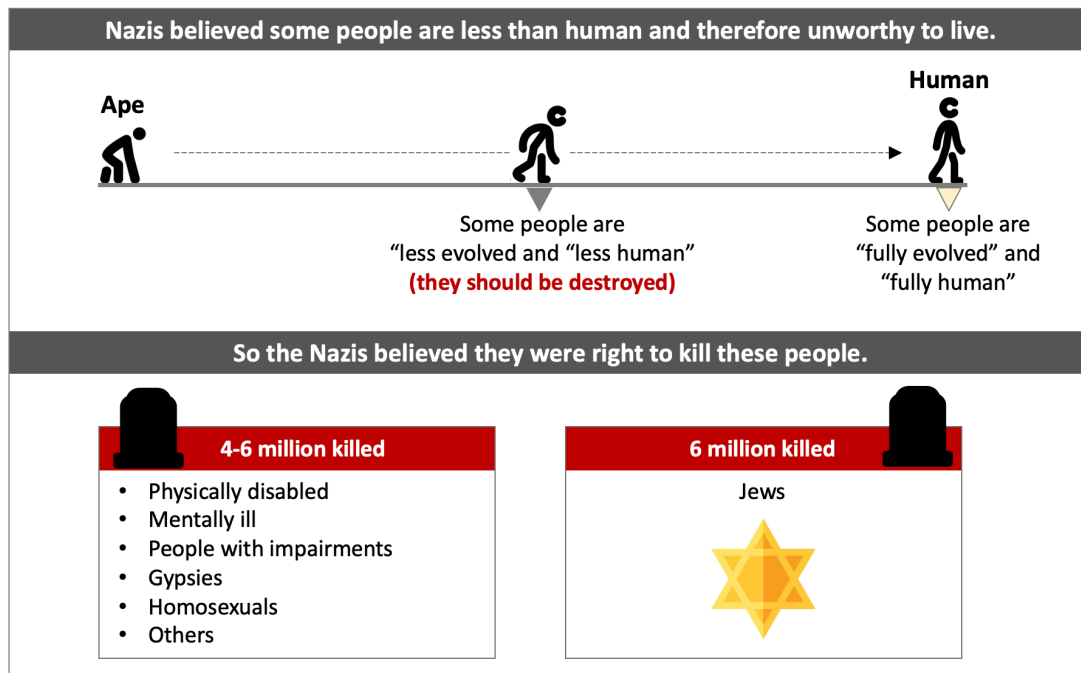 Nazis believed some people are less than human and therefore unworthy to live.
Ape
Human
Some people are
“less evolved and “less human”
(they should be destroyed)
Some people are
“fully evolved” and
“fully human”
So the Nazis believed they were right to kill these people.
4-6 million killed
• Physically disabled
• Mentally ill
• People with impairments
• Gypsies
• Homosexuals
• Others
6 million killed
Jews